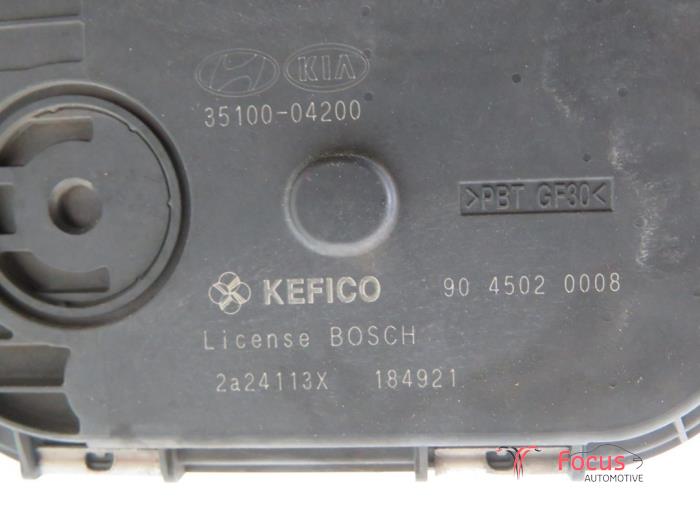 KIA
35100-04200
>PBT GF30<
KEFICO 90 4502 0008
License BOSCH
2a24113X 184921
Focus
AUTOMOTIVE